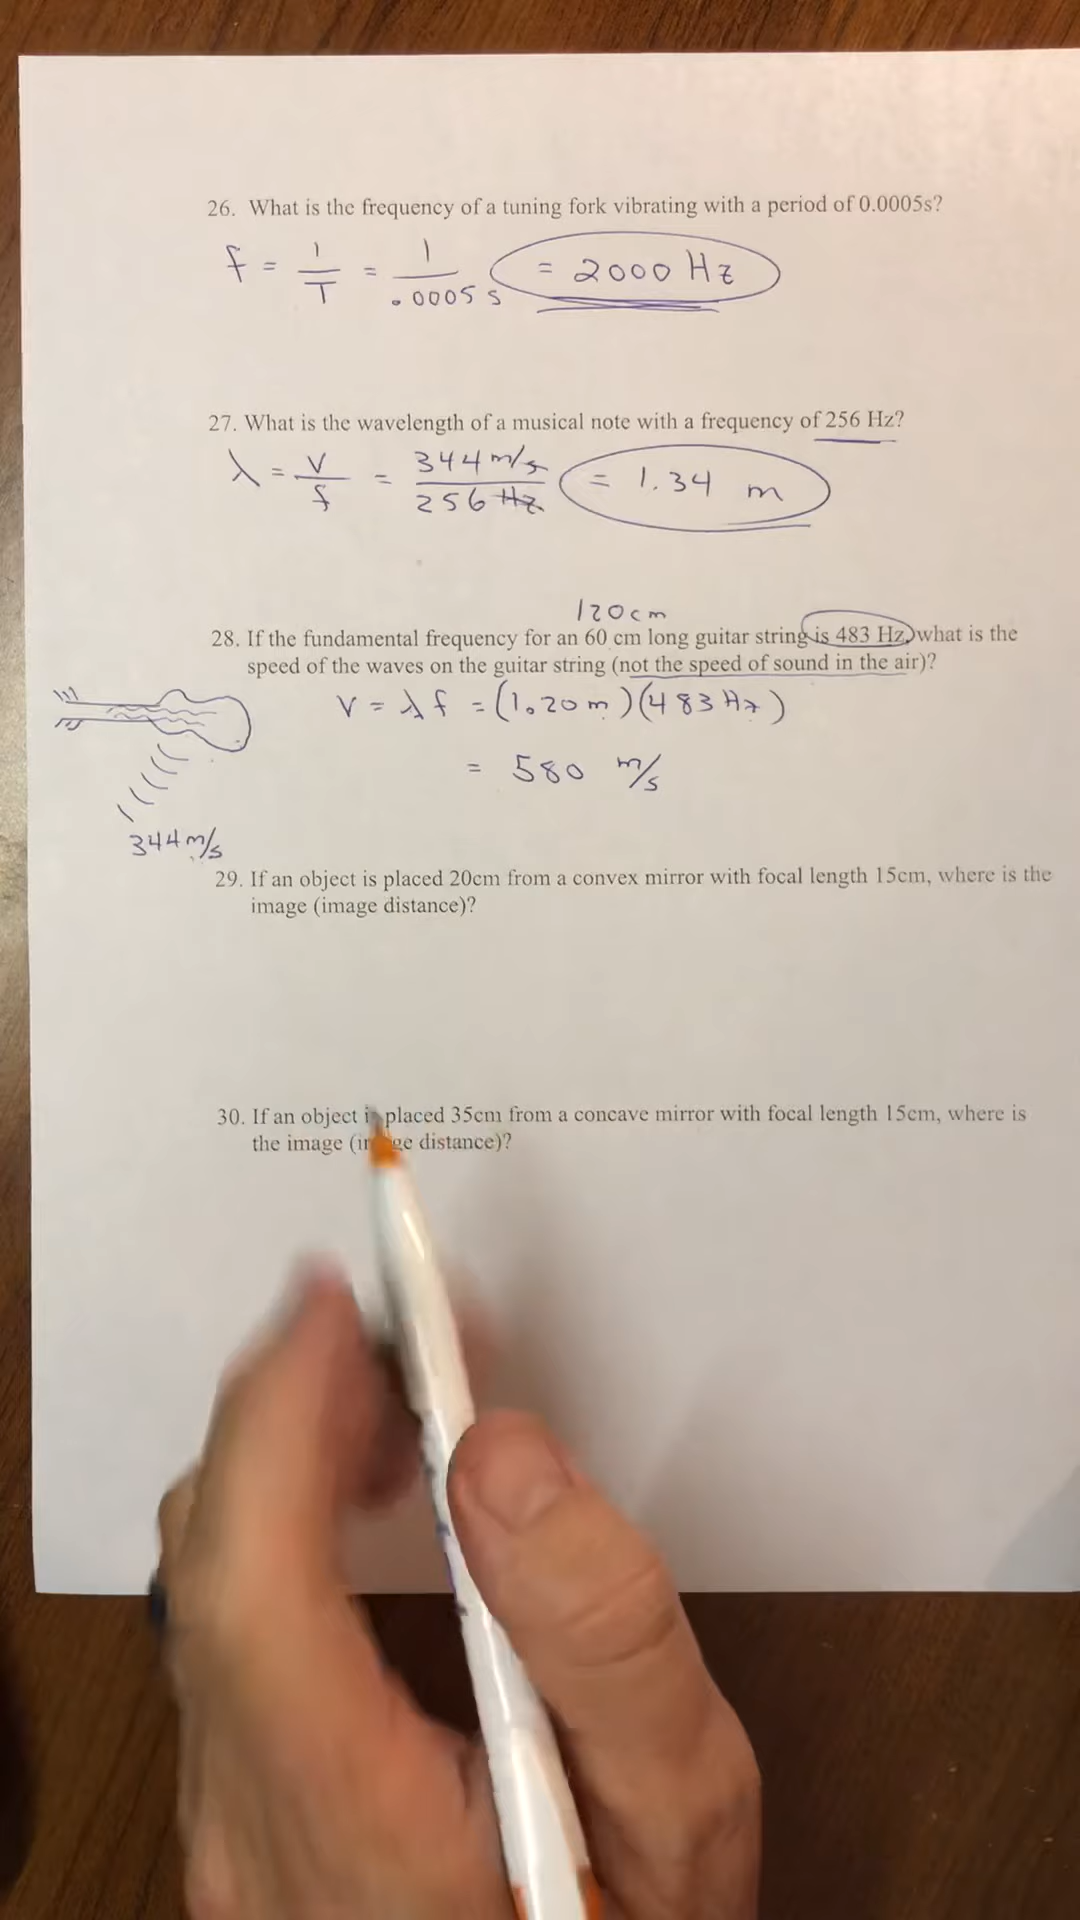 26. What is the frequency of a tuning fork vibrating with a period of 0.0005s?
f = 1/T = 1/.0005 s = 2000 Hz
27. What is the wavelength of a musical note with a frequency of 256 Hz?
λ = v/f = 344 m/s / 256 Hz = 1.34 m
120cm
28. If the fundamental frequency for an 60 cm long guitar string is 483 Hz, what is the
speed of the waves on the guitar string (not the speed of sound in the air)?
v = λ f = (1.20 m)(483 Hz)
= 580 m/s
344 m/s
29. If an object is placed 20cm from a convex mirror with focal length 15cm, where is the
image (image distance)?
30. If an object is placed 35cm from a concave mirror with focal length 15cm, where is
the image (image distance)?